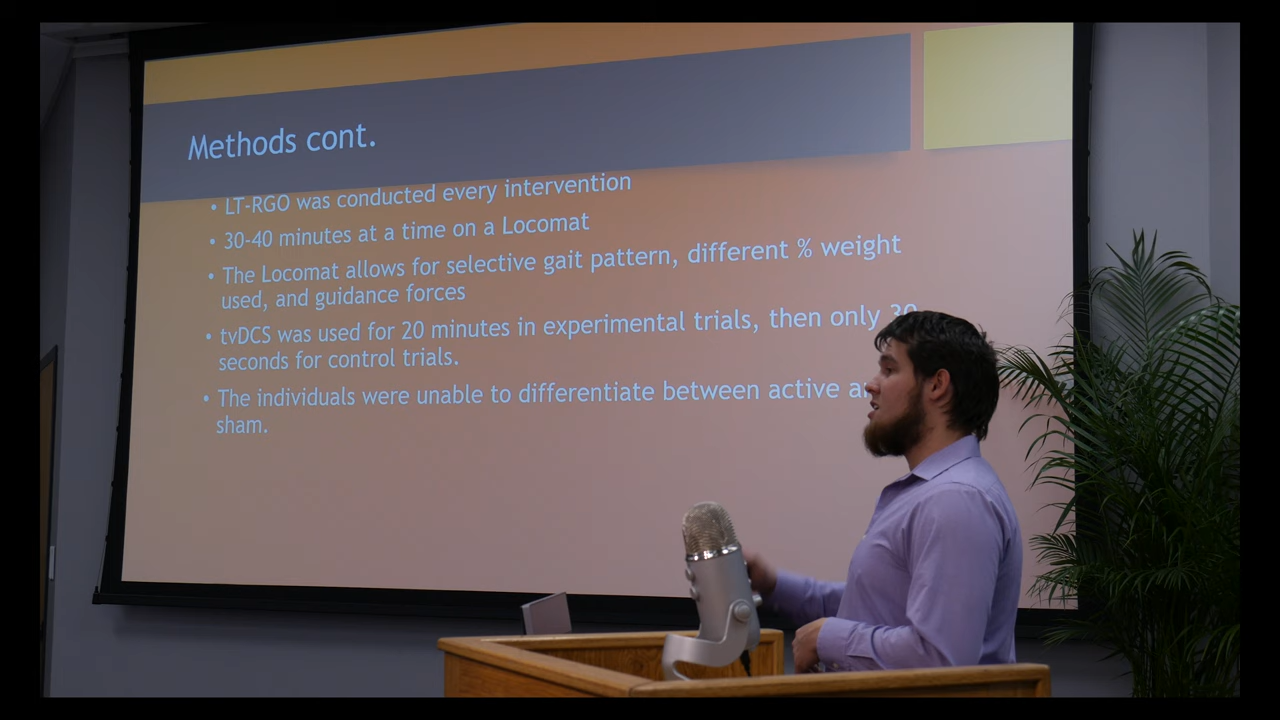 Methods cont.
• LT-RGO was conducted every intervention
• 30-40 minutes at a time on a Locomat
• The Locomat allows for selective gait pattern, different % weight
used, and guidance forces
• tvDCS was used for 20 minutes in experimental trials, then only 30
seconds for control trials.
• The individuals were unable to differentiate between active
sham.